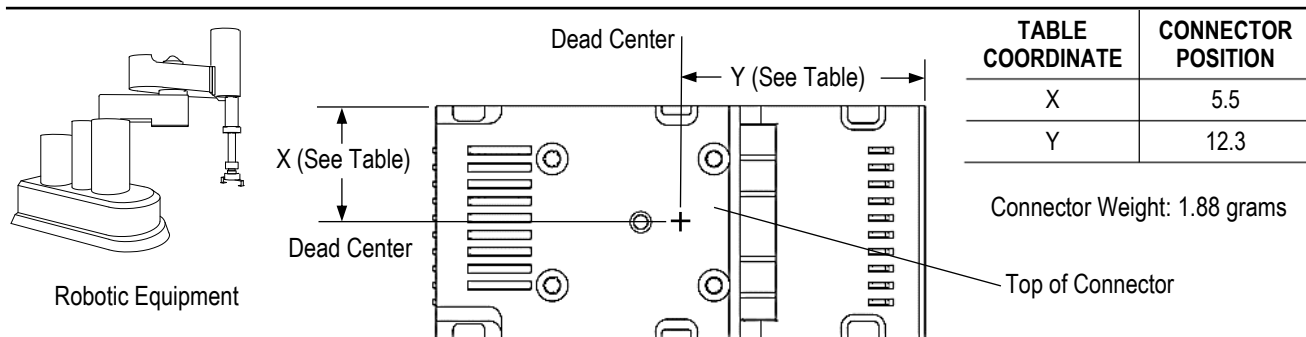 Dead Center
Y (See Table)
X (See Table)
Dead Center
Robotic Equipment
Top of Connector
TABLE COORDINATE CONNECTOR POSITION
X 5.5
Y 12.3
Connector Weight: 1.88 grams